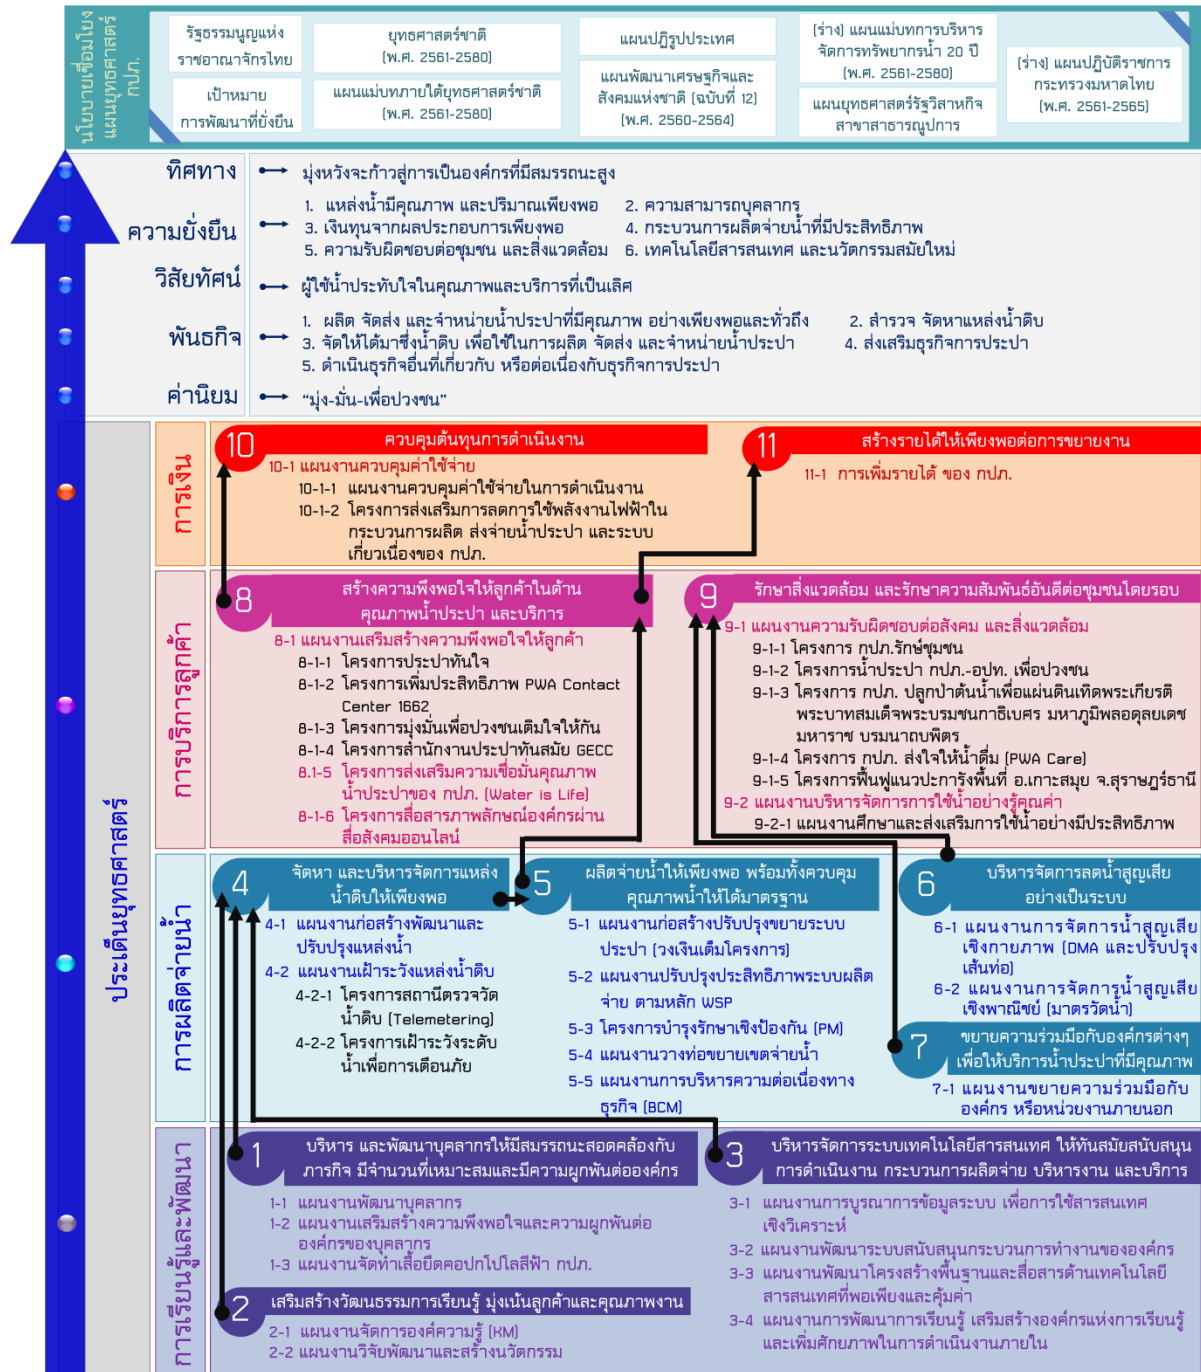 นโยบายเชื่อมโยง
แผนยุทธศาสตร์
กปภ.
รัฐธรรมนูญแห่ง
ราชอาณาจักรไทย
เป้าหมาย
การพัฒนาที่ยั่งยืน
ยุทธศาสตร์ชาติ
(พ.ศ. 2561-2580)
แผนแม่บทภายใต้ยุทธศาสตร์ชาติ
(พ.ศ. 2561-2580)
แผนปฏิรูปประเทศ
แผนพัฒนาเศรษฐกิจและ
สังคมแห่งชาติ (ฉบับที่ 12)
(พ.ศ. 2560-2564)
(ร่าง) แผนแม่บทการบริหาร
จัดการทรัพยากรน้ำ 20 ปี
(พ.ศ. 2561-2580)
แผนยุทธศาสตร์รัฐวิสาหกิจ
สาขาสาธารณูปการ
(ร่าง) แผนปฏิบัติราชการ
กระทรวงมหาดไทย
(พ.ศ. 2561-2565)
ทิศทาง
มุ่งหวังจะก้าวสู่การเป็นองค์กรที่มีสมรรถนะสูง
ความยั่งยืน
1. แหล่งน้ำมีคุณภาพ และปริมาณเพียงพอ 2. ความสามารถบุคลากร
3. เงินทุนจากผลประกอบการเพียงพอ 4. กระบวนการผลิตจ่ายน้ำที่มีประสิทธิภาพ
5. ความรับผิดชอบต่อชุมชน และสิ่งแวดล้อม 6. เทคโนโลยีสารสนเทศ และนวัตกรรมสมัยใหม่
วิสัยทัศน์
ผู้ใช้น้ำประทับใจในคุณภาพและบริการที่เป็นเลิศ
พันธกิจ
1. ผลิต จัดส่ง และจำหน่ายน้ำประปาที่มีคุณภาพ อย่างเพียงพอและทั่วถึง 2. สำรวจ จัดหาแหล่งน้ำดิบ
3. จัดให้ได้มาซึ่งน้ำดิบ เพื่อใช้ในการผลิต จัดส่ง และจำหน่ายน้ำประปา 4. ส่งเสริมธุรกิจการประปา
5. ดำเนินธุรกิจอื่นที่เกี่ยวกับ หรือต่อเนื่องกับธุรกิจการประปา
ค่านิยม
“มุ่ง-มั่น-เพื่อปวงชน”
ประเด็นยุทธศาสตร์
การเงิน
10
ควบคุมต้นทุนการดำเนินงาน
10-1 แผนงานควบคุมค่าใช้จ่าย
10-1-1 แผนงานควบคุมค่าใช้จ่ายในการดำเนินงาน
10-1-2 โครงการส่งเสริมการลดการใช้พลังงานไฟฟ้าใน
กระบวนการผลิต ส่งจ่ายน้ำประปา และระบบ
เกี่ยวเนื่องของ กปภ.
11
สร้างรายได้ให้เพียงพอต่อการขยายงาน
11-1 การเพิ่มรายได้ ของ กปภ.
การบริการลูกค้า
8
สร้างความพึงพอใจให้ลูกค้าในด้าน
คุณภาพน้ำประปา และบริการ
8-1 แผนงานเสริมสร้างความพึงพอใจให้ลูกค้า
8-1-1 โครงการประปาทันใจ
8-1-2 โครงการเพิ่มประสิทธิภาพ PWA Contact
Center 1662
8-1-3 โครงการมุ่งมั่นเพื่อปวงชนเติมใจให้กัน
8-1-4 โครงการสำนักงานประปาทันสมัย GECC
8.1-5 โครงการส่งเสริมความเชื่อมั่นคุณภาพ
น้ำประปาของ กปภ. (Water is Life)
8-1-6 โครงการสื่อสารภาพลักษณ์องค์กรผ่าน
สื่อสังคมออนไลน์
9
รักษาสิ่งแวดล้อม และรักษาความสัมพันธ์อันดีต่อชุมชนโดยรอบ
9-1 แผนงานความรับผิดชอบต่อสังคม และสิ่งแวดล้อม
9-1-1 โครงการ กปภ.รักษ์ชุมชน
9-1-2 โครงการน้ำประปา กปภ.-อปท. เพื่อปวงชน
9-1-3 โครงการ กปภ. ปลูกป่าต้นน้ำเพื่อแผ่นดินเทิดพระเกียรติ
พระบาทสมเด็จพระบรมชนกาธิเบศร มหาภูมิพลอดุลยเดช
มหาราช บรมนาถบพิตร
9-1-4 โครงการ กปภ. ส่งใจให้น้ำดื่ม (PWA Care)
9-1-5 โครงการฟื้นฟูแนวปะการังพื้นที่ อ.เกาะสมุย จ.สุราษฎร์ธานี
9-2 แผนงานบริหารจัดการการใช้น้ำอย่างรู้คุณค่า
9-2-1 แผนงานศึกษาและส่งเสริมการใช้น้ำอย่างมีประสิทธิภาพ
การผลิตจ่ายน้ำ
4
จัดหา และบริหารจัดการแหล่ง
น้ำดิบให้เพียงพอ
4-1 แผนงานก่อสร้างพัฒนาและ
ปรับปรุงแหล่งน้ำ
4-2 แผนงานเฝ้าระวังแหล่งน้ำดิบ
4-2-1 โครงการสถานีตรวจวัด
น้ำดิบ (Telemetering)
4-2-2 โครงการเฝ้าระวังระดับ
น้ำเพื่อการเตือนภัย
5
ผลิตจ่ายน้ำให้เพียงพอ พร้อมทั้งควบคุม
คุณภาพน้ำให้ได้มาตรฐาน
5-1 แผนงานก่อสร้างปรับปรุงขยายระบบ
ประปา (วงเงินเต็มโครงการ)
5-2 แผนงานปรับปรุงประสิทธิภาพระบบผลิต
จ่าย ตามหลัก WSP
5-3 โครงการบำรุงรักษาเชิงป้องกัน (PM)
5-4 แผนงานวางท่อขยายเขตจ่ายน้ำ
5-5 แผนงานการบริหารความต่อเนื่องทาง
ธุรกิจ (BCM)
6
บริหารจัดการลดน้ำสูญเสีย
อย่างเป็นระบบ
6-1 แผนงานการจัดการน้ำสูญเสีย
เชิงกายภาพ (DMA และปรับปรุง
เส้นท่อ)
6-2 แผนงานการจัดการน้ำสูญเสีย
เชิงพาณิชย์ (มาตรวัดน้ำ)
7
ขยายความร่วมมือกับองค์กรต่างๆ
เพื่อให้บริการน้ำประปาที่มีคุณภาพ
7-1 แผนงานขยายความร่วมมือกับ
องค์กร หรือหน่วยงานภายนอก
การเรียนรู้และพัฒนา
1
บริหาร และพัฒนาบุคลากรให้มีสมรรถนะสอดคล้องกับ
ภารกิจ มีจำนวนที่เหมาะสมและมีความผูกพันต่อองค์กร
1-1 แผนงานพัฒนาบุคลากร
1-2 แผนงานเสริมสร้างความพึงพอใจและความผูกพันต่อ
องค์กรของบุคลากร
1-3 แผนงานจัดทำเสื้อยืดคอปกโปโลสีฟ้า กปภ.
2
เสริมสร้างวัฒนธรรมการเรียนรู้ มุ่งเน้นลูกค้าและคุณภาพงาน
2-1 แผนงานจัดการองค์ความรู้ (KM)
2-2 แผนงานวิจัยพัฒนาและสร้างนวัตกรรม
3
บริหารจัดการระบบเทคโนโลยีสารสนเทศ ให้ทันสมัยสนับสนุน
การดำเนินงาน กระบวนการผลิตจ่าย บริหารงาน และบริการ
3-1 แผนงานการบูรณาการข้อมูลระบบ เพื่อการใช้สารสนเทศ
เชิงวิเคราะห์
3-2 แผนงานพัฒนาระบบสนับสนุนกระบวนการทำงานขององค์กร
3-3 แผนงานพัฒนาโครงสร้างพื้นฐานและสื่อสารด้านเทคโนโลยี
สารสนเทศที่พอเพียงและคุ้มค่า
3-4 แผนงานการพัฒนาการเรียนรู้ เสริมสร้างองค์กรแห่งการเรียนรู้
และเพิ่มศักยภาพในการดำเนินงานภายใน